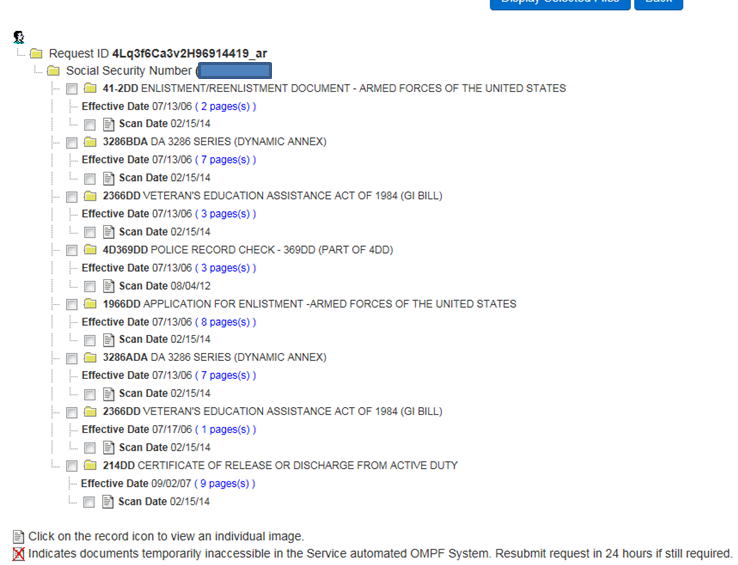 Display Selected Files Back
Request ID 4Lq3f6Ca3v2H96914419_ar
Social Security Number (
41-2DD ENLISTMENT/REENLISTMENT DOCUMENT - ARMED FORCES OF THE UNITED STATES
Effective Date 07/13/06 ( 2 pages(s) )
Scan Date 02/15/14
3286BDA DA 3286 SERIES (DYNAMIC ANNEX)
Effective Date 07/13/06 ( 7 pages(s) )
Scan Date 02/15/14
2366DD VETERAN'S EDUCATION ASSISTANCE ACT OF 1984 (GI BILL)
Effective Date 07/13/06 ( 3 pages(s) )
Scan Date 02/15/14
4D369DD POLICE RECORD CHECK - 369DD (PART OF 4DD)
Effective Date 07/13/06 ( 3 pages(s) )
Scan Date 08/04/12
1966DD APPLICATION FOR ENLISTMENT -ARMED FORCES OF THE UNITED STATES
Effective Date 07/13/06 ( 8 pages(s) )
Scan Date 02/15/14
3286ADA DA 3286 SERIES (DYNAMIC ANNEX)
Effective Date 07/13/06 ( 7 pages(s) )
Scan Date 02/15/14
2366DD VETERAN'S EDUCATION ASSISTANCE ACT OF 1984 (GI BILL)
Effective Date 07/17/06 ( 1 pages(s) )
Scan Date 02/15/14
214DD CERTIFICATE OF RELEASE OR DISCHARGE FROM ACTIVE DUTY
Effective Date 09/02/07 ( 9 pages(s) )
Scan Date 02/15/14
Click on the record icon to view an individual image.
Indicates documents temporarily inaccessible in the Service automated OMPF System. Resubmit request in 24 hours if still required.